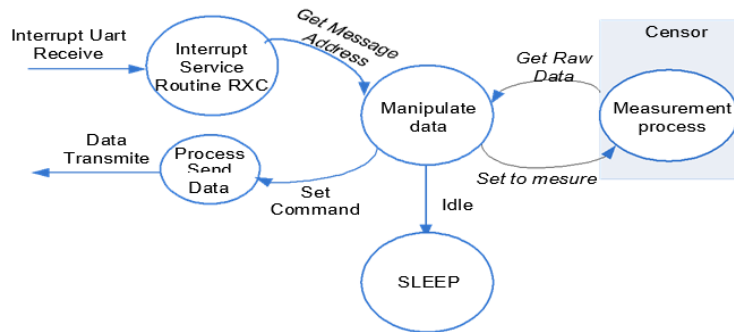 Interrupt Uart
Receive
Interrupt
Service
Routine RXC
Get Message
Address
Manipulate
data
Get Raw
Data
Censor
Measurement
process
Set to mesure
Data
Transmite
Process
Send
Data
Set
Command
Idle
SLEEP